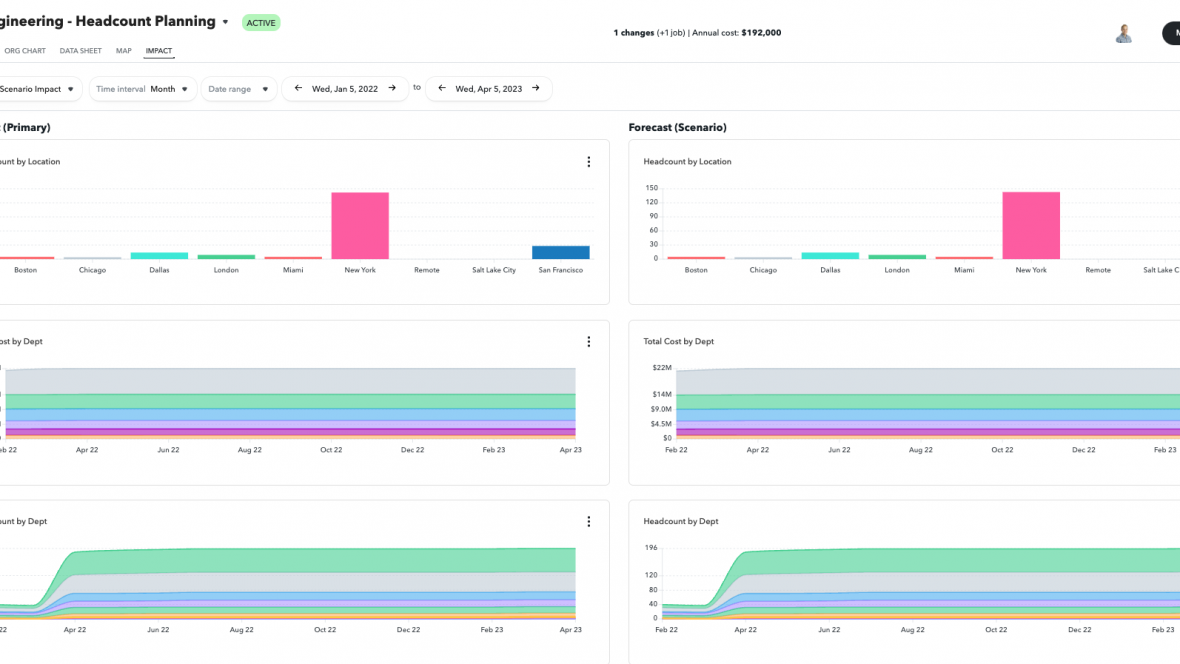 gineering - Headcount Planning ▾ ACTIVE
1 changes (+1 job) | Annual cost: $192,000
ORG CHART DATA SHEET MAP IMPACT
Scenario Impact ▼ Time interval Month ▼ Date range ▼ ← Wed, Jan 5, 2022 → to ← Wed, Apr 5, 2023 →
(Primary)
unt by Location
Boston Chicago Dallas London Miami New York Remote Salt Lake City San Francisco
ost by Dept
eb 22 Apr 22 Jun 22 Aug 22 Oct 22 Dec 22 Feb 23 Apr 23
unt by Dept
22 Apr 22 Jun 22 Aug 22 Oct 22 Dec 22 Feb 23 Apr 23
Forecast (Scenario)
Headcount by Location
150
120
90
60
30
0
Boston Chicago Dallas London Miami New York Remote Salt Lake C
Total Cost by Dept
$22M
$14M
$9.0M
$4.5M
$0
Feb 22 Apr 22 Jun 22 Aug 22 Oct 22 Dec 22 Feb 23
Headcount by Dept
196
120
80
40
0
Feb 22 Apr 22 Jun 22 Aug 22 Oct 22 Dec 22 Feb 23